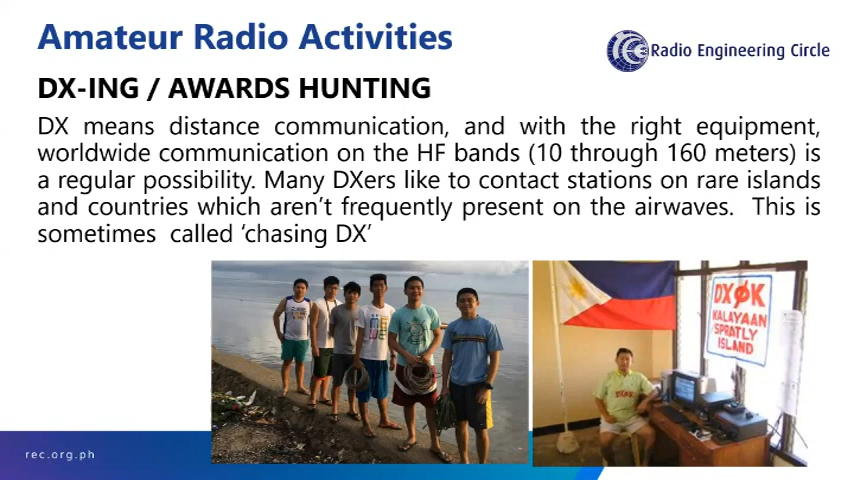 Amateur Radio Activities
Radio Engineering Circle
DX-ING / AWARDS HUNTING
DX means distance communication, and with the right equipment,
worldwide communication on the HF bands (10 through 160 meters) is
a regular possibility. Many DXers like to contact stations on rare islands
and countries which aren't frequently present on the airwaves. This is
sometimes called 'chasing DX'
DXØK
KALAYAAN
SPRATLY
ISLAND
rec.org.ph